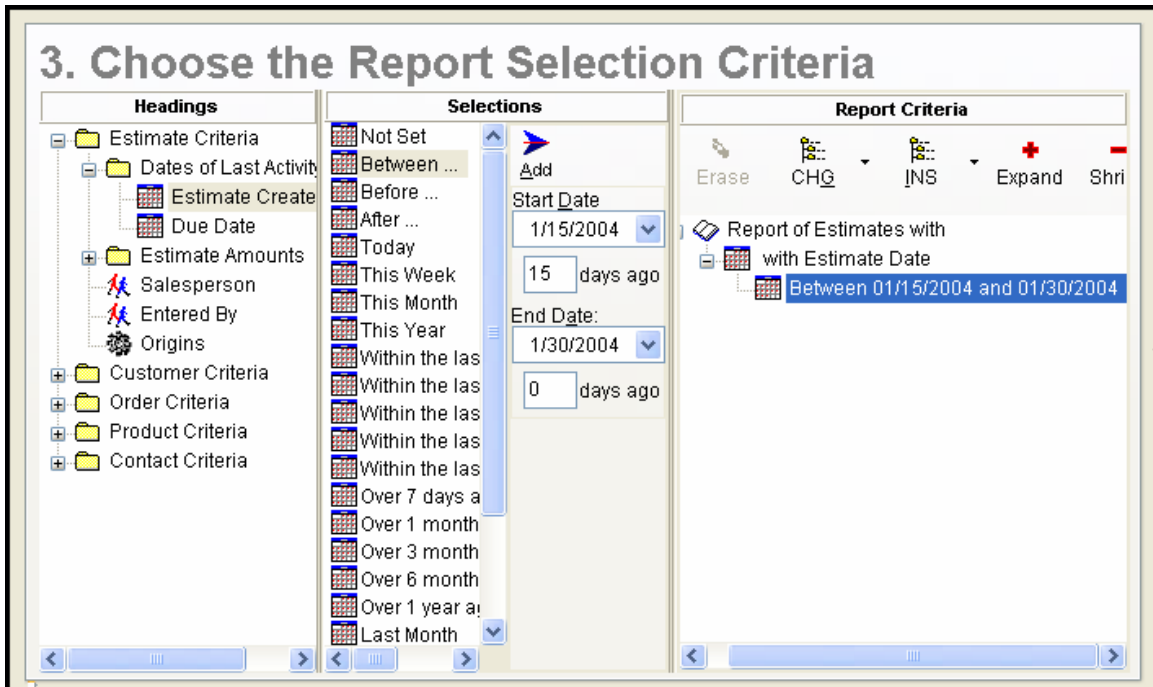 3. Choose the Report Selection Criteria
Headings
Estimate Criteria
Dates of Last Activit
Estimate Create
Due Date
Estimate Amounts
Salesperson
Entered By
Origins
Customer Criteria
Order Criteria
Product Criteria
Contact Criteria
Selections
Not Set
Between ...
Before ...
After ...
Today
This Week
This Month
This Year
Within the las
Within the las
Within the las
Within the las
Within the las
Over 7 days a
Over 1 month
Over 3 month
Over 6 month
Over 1 year a
Last Month
Add
Start Date
1/15/2004
15 days ago
End Date:
1/30/2004
0 days ago
Report Criteria
Erase CHG INS Expand Shri
Report of Estimates with
with Estimate Date
Between 01/15/2004 and 01/30/2004